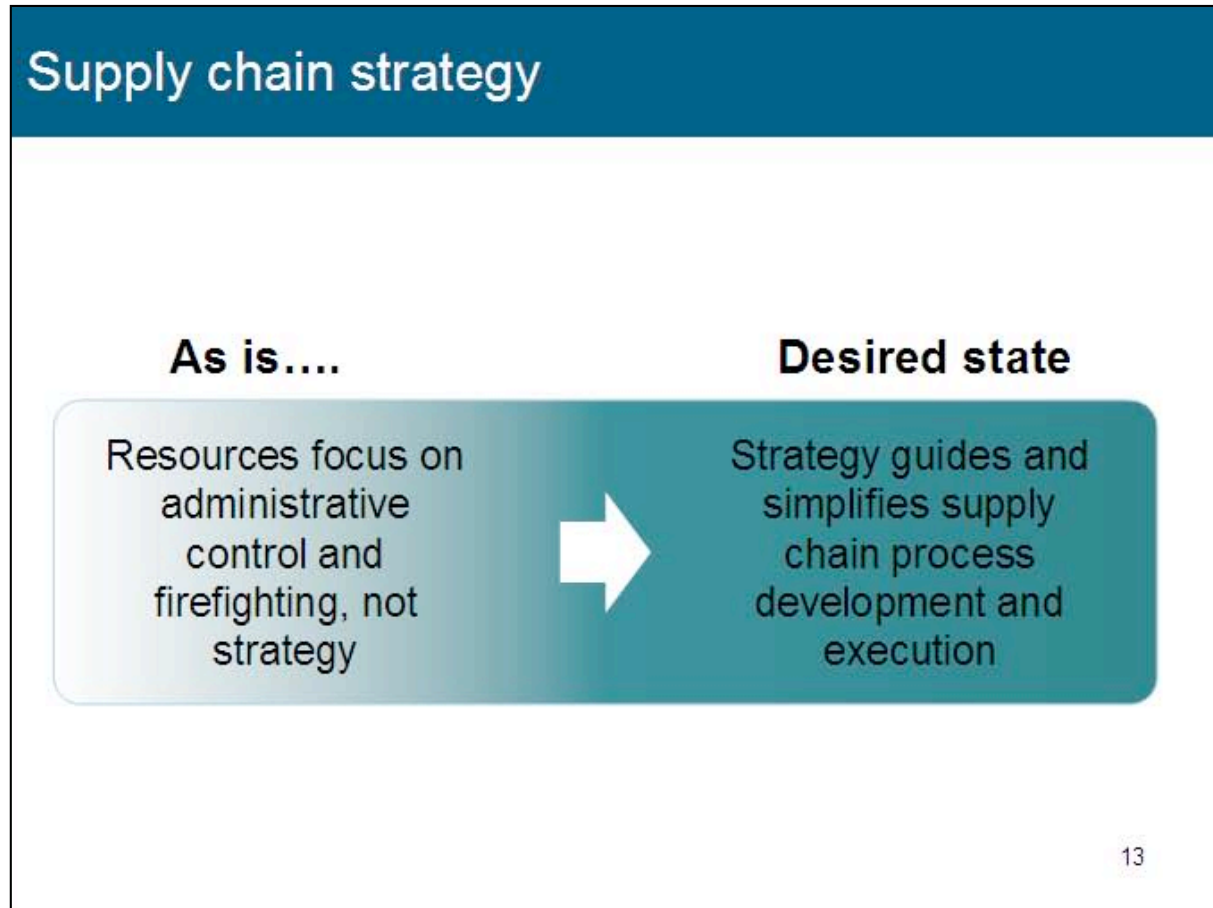 Supply chain strategy
As is....
Resources focus on
administrative
control and
firefighting, not
strategy
Desired state
Strategy guides and
simplifies supply
chain process
development and
execution
13